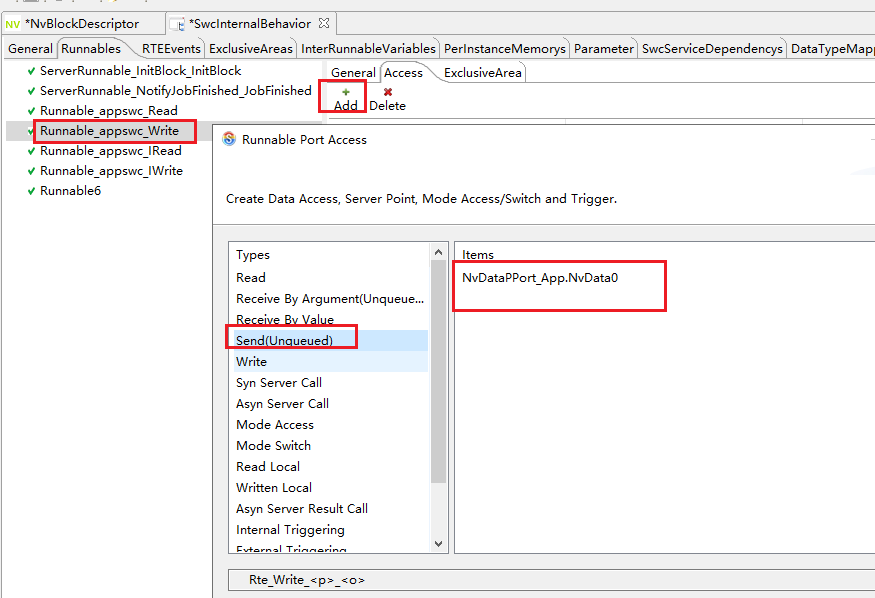 NV *NvBlockDescriptor *SwcInternalBehavior
General Runnables RTEEvents ExclusiveAreas InterRunnableVariables PerInstanceMemorys Parameter SwcServiceDependencys DataTypeMapp
ServerRunnable_InitBlock_InitBlock
ServerRunnable_NotifyJobFinished_JobFinished
Runnable_appswc_Read
Runnable_appswc_Write
Runnable_appswc_IRead
Runnable_appswc_IWrite
Runnable6
General Access ExclusiveArea
Add Delete
Runnable Port Access
Create Data Access, Server Point, Mode Access/Switch and Trigger.
Types
Read
Receive By Argument(Unqueue...
Receive By Value
Send(Unqueued)
Write
Syn Server Call
Asyn Server Call
Mode Access
Mode Switch
Read Local
Written Local
Asyn Server Result Call
Internal Triggering
External Triggering
Items
NvDataPPort_App.NvData0
Rte_Write_<p>_<o>